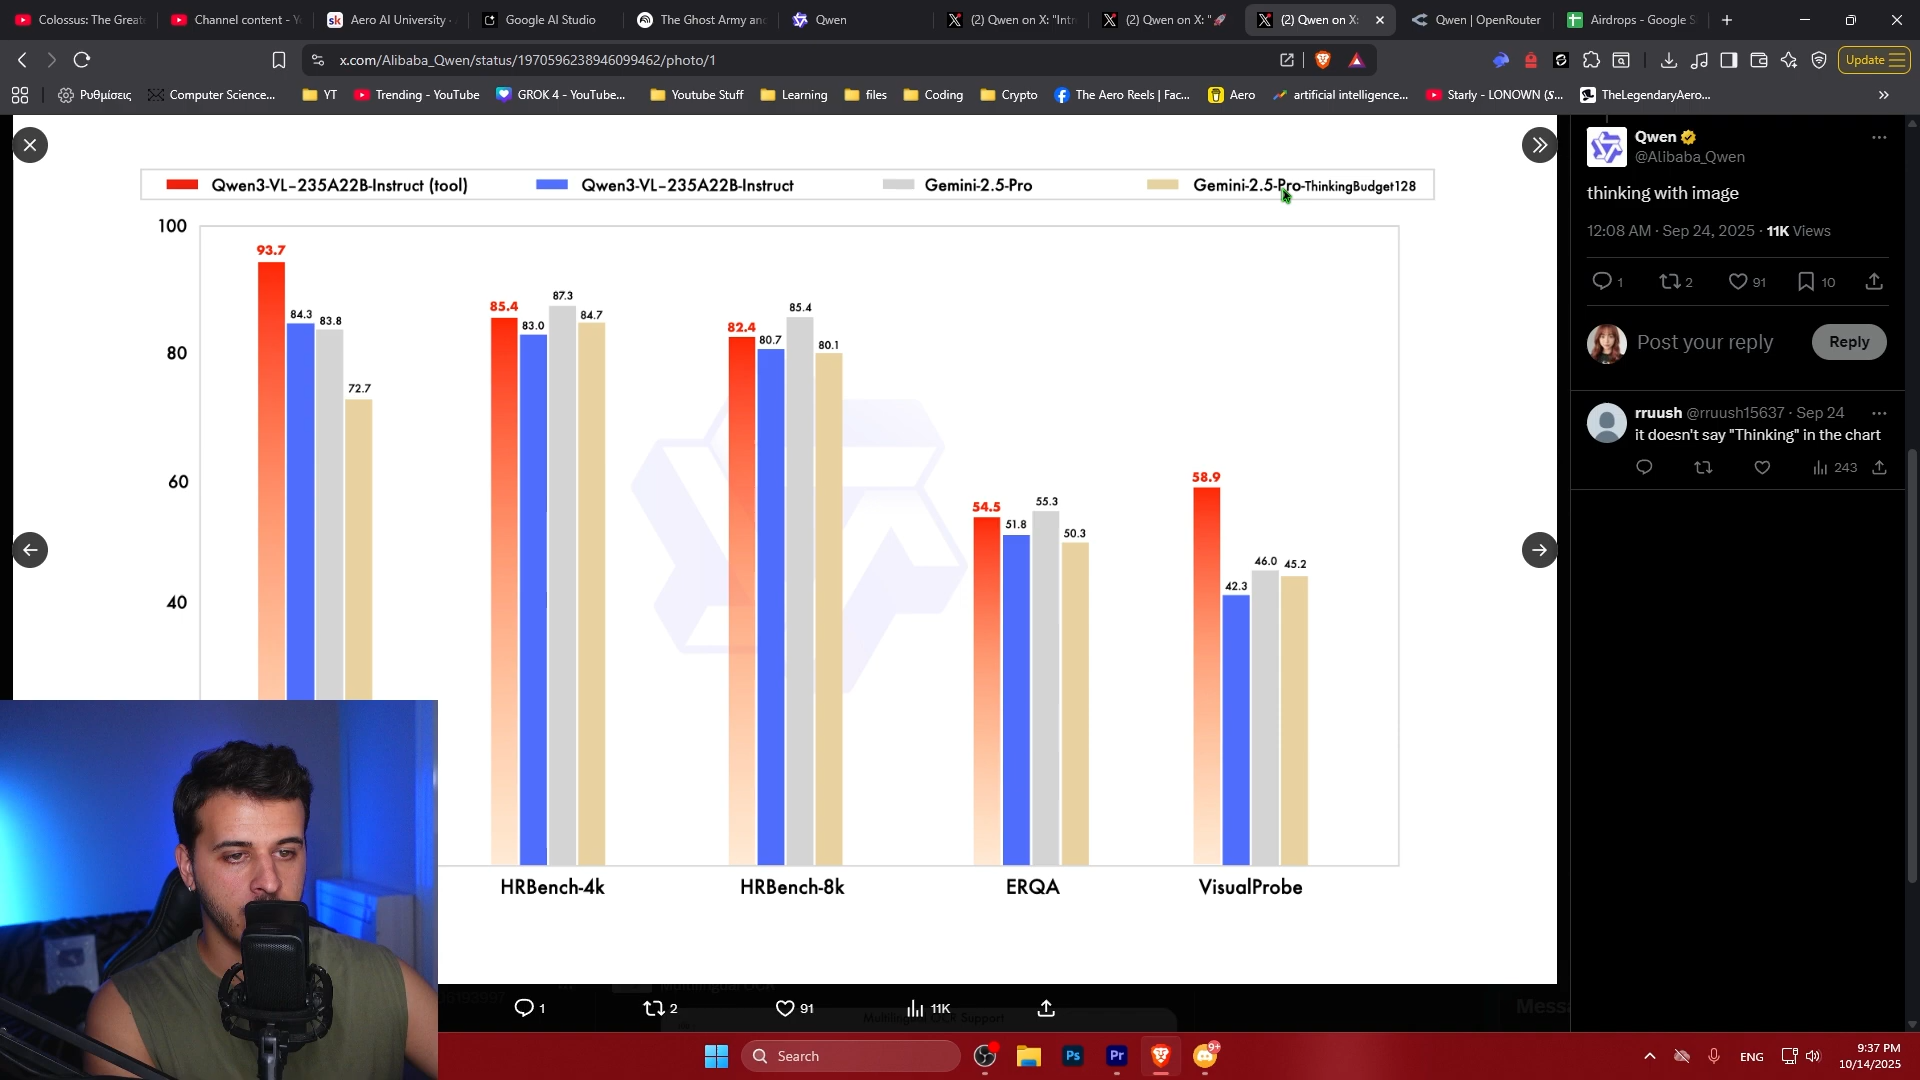 Colossus: The Great
Channel content - Y
Aero AI University -
Google AI Studio
The Ghost Army an
Qwen
(2) Qwen on X: "Intr
(2) Qwen on X: "🚀
(2) Qwen on X:
Qwen | OpenRouter
Airdrops - Google S
x.com/Alibaba_Qwen/status/1970596238946099462/photo/1
Update
Ρυθμίσεις
Computer Science...
YT
Trending - YouTube
GROK 4 - YouTube...
Youtube Stuff
Learning
files
Coding
Crypto
The Aero Reels | Fac...
Aero
artificial intelligence...
Starly - LONOWN (𝙎...
TheLegendaryAero...
Qwen3-VL-235A22B-Instruct (tool)
Qwen3-VL-235A22B-Instruct
Gemini-2.5-Pro
Gemini-2.5-Pro-ThinkingBudget128
100
80
60
40
93.7
84.3
83.8
72.7
85.4
83.0
87.3
84.7
82.4
80.7
85.4
80.1
54.5
51.8
55.3
50.3
58.9
42.3
46.0
45.2
HRBench-4k
HRBench-8k
ERQA
VisualProbe
1
2
91
11K
Multilingual OCR Support
Messa
Qwen
@Alibaba_Qwen
thinking with image
12:08 AM · Sep 24, 2025 · 11K Views
1
2
91
10
Post your reply
Reply
rruush @rruush15637 · Sep 24
it doesn't say "Thinking" in the chart
243
Search
Ps
Pr
9+
ENG
9:37 PM
10/14/2025